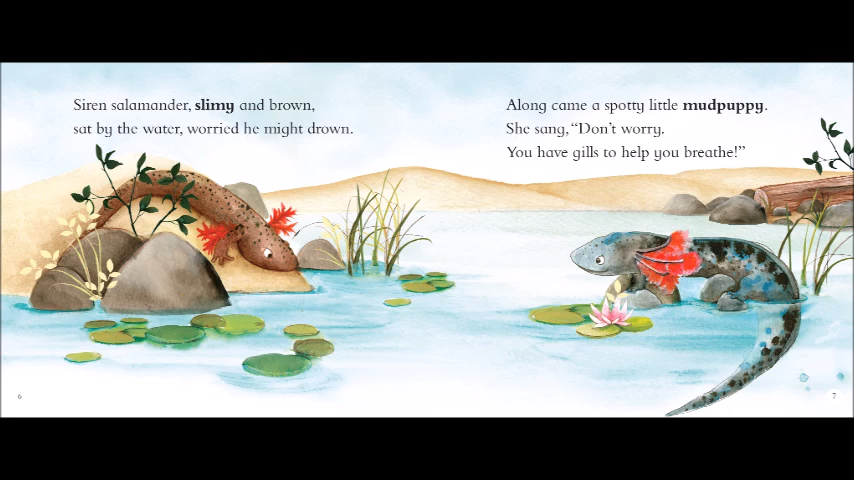 Siren salamander, slimy and brown,
sat by the water, worried he might drown.
Along came a spotty little mudpuppy.
She sang, “Don’t worry.
You have gills to help you breathe!”
6
7